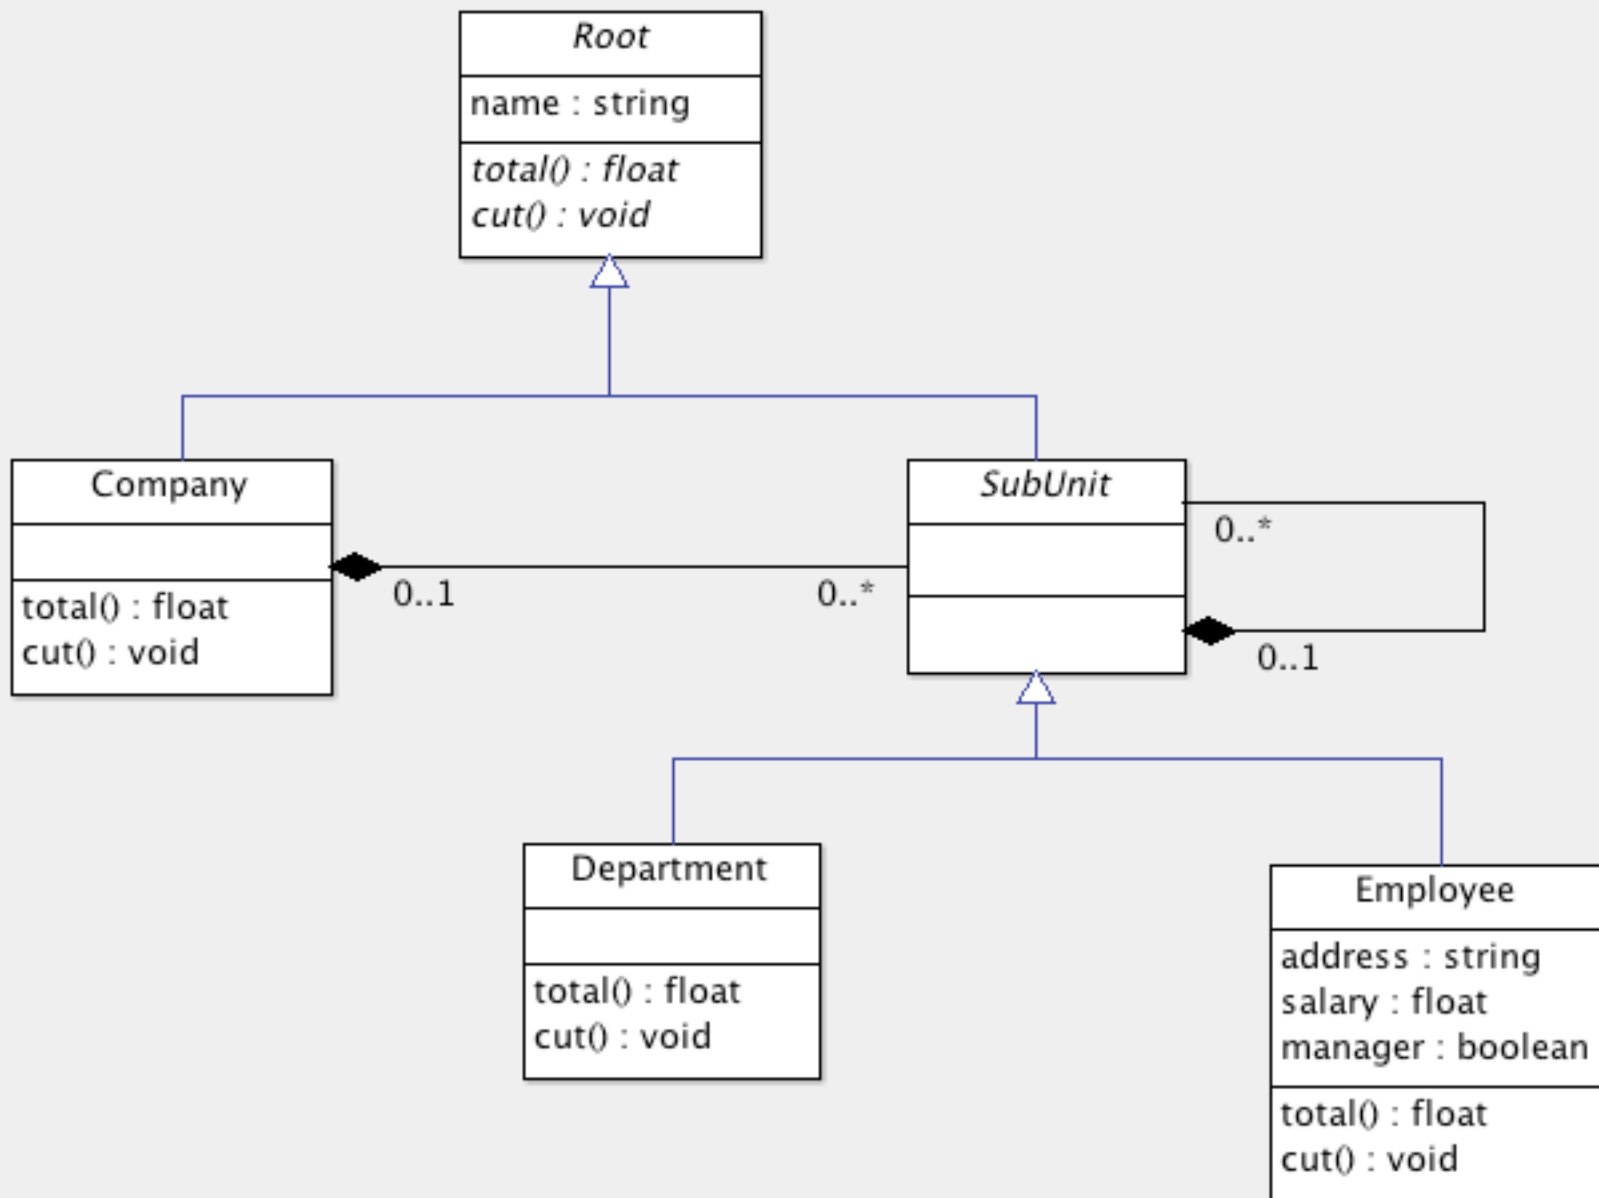 Root
name : string
total() : float
cut() : void
Company
total() : float
cut() : void
0..1
0..*
SubUnit
0..*
0..1
Department
total() : float
cut() : void
Employee
address : string
salary : float
manager : boolean
total() : float
cut() : void